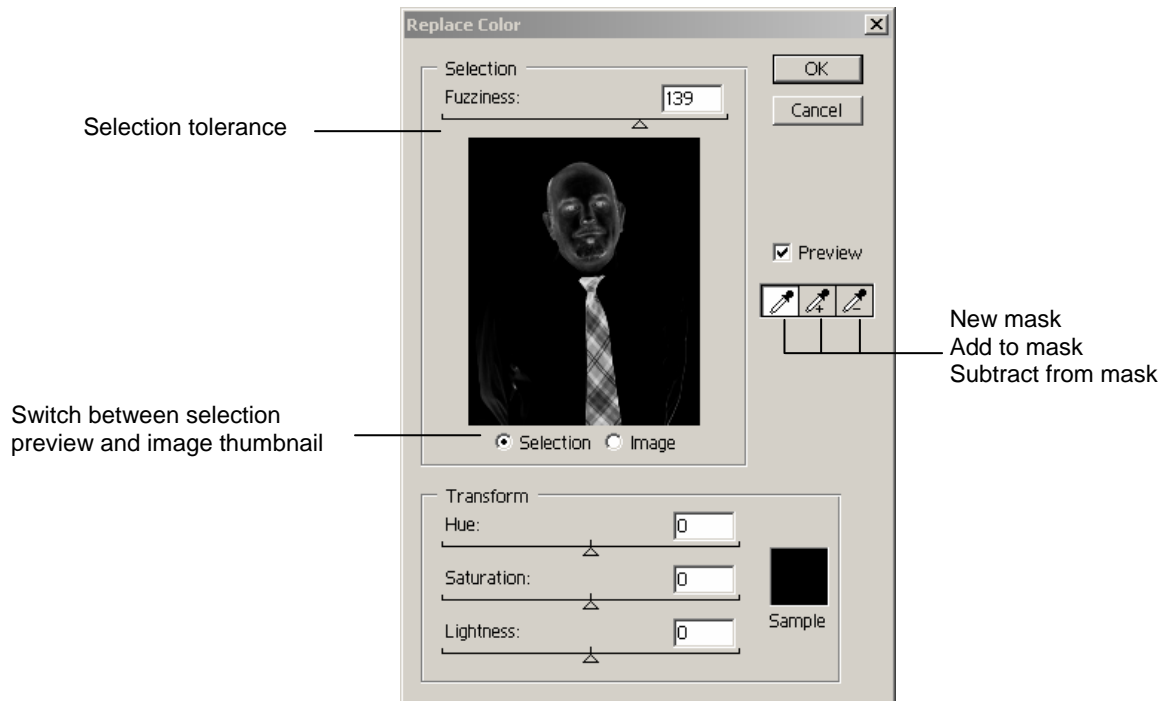 Replace Color
Selection
Fuzziness:
139
OK
Cancel
Selection tolerance
Preview
New mask
Add to mask
Subtract from mask
Switch between selection
preview and image thumbnail
Selection
Image
Transform
Hue:
0
Saturation:
0
Lightness:
0
Sample